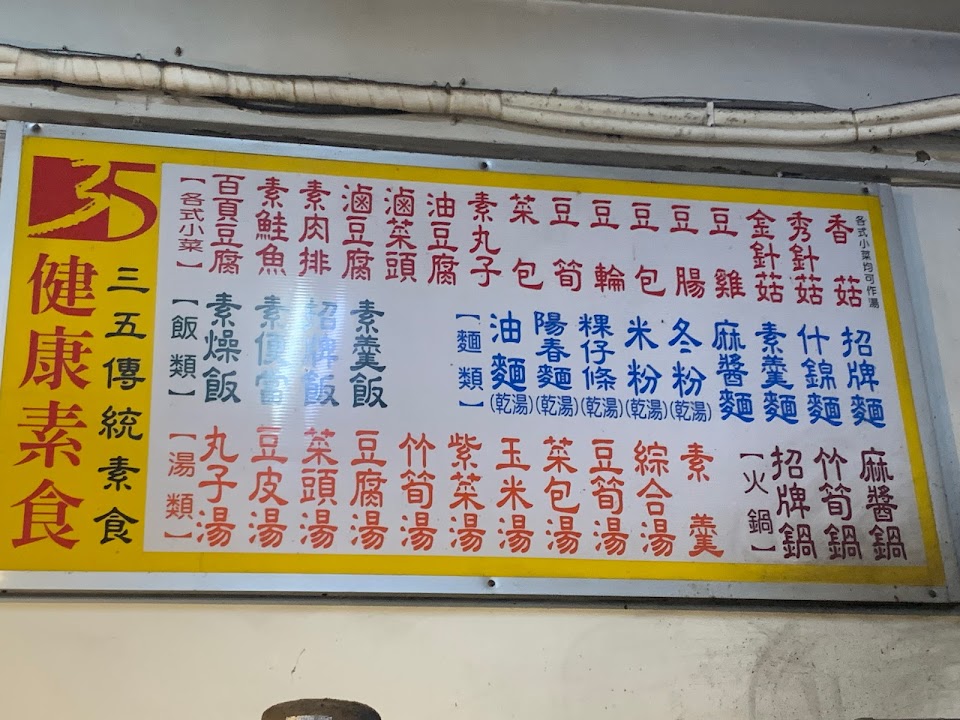 35
健康素食
三五傳統素食
【各式小菜】
百頁豆腐
素鮭魚
素肉排
滷豆腐
滷菜頭
油豆腐
素丸子
菜包
豆筍
豆輪
豆包
豆腸
豆雞
金針菇
秀針菇
香菇
各式小菜均可作湯
【飯類】
素燥飯
素便當
招牌飯
素羹飯
【麵類】
油麵(乾湯)
陽春麵(乾湯)
粿仔條(乾湯)
米粉(乾湯)
冬粉(乾湯)
麻醬麵
素羹麵
什錦麵
招牌麵
【湯類】
丸子湯
豆皮湯
菜頭湯
豆腐湯
竹筍湯
紫菜湯
玉米湯
菜包湯
豆筍湯
綜合湯
素羹
【火鍋】
招牌鍋
竹筍鍋
麻醬鍋